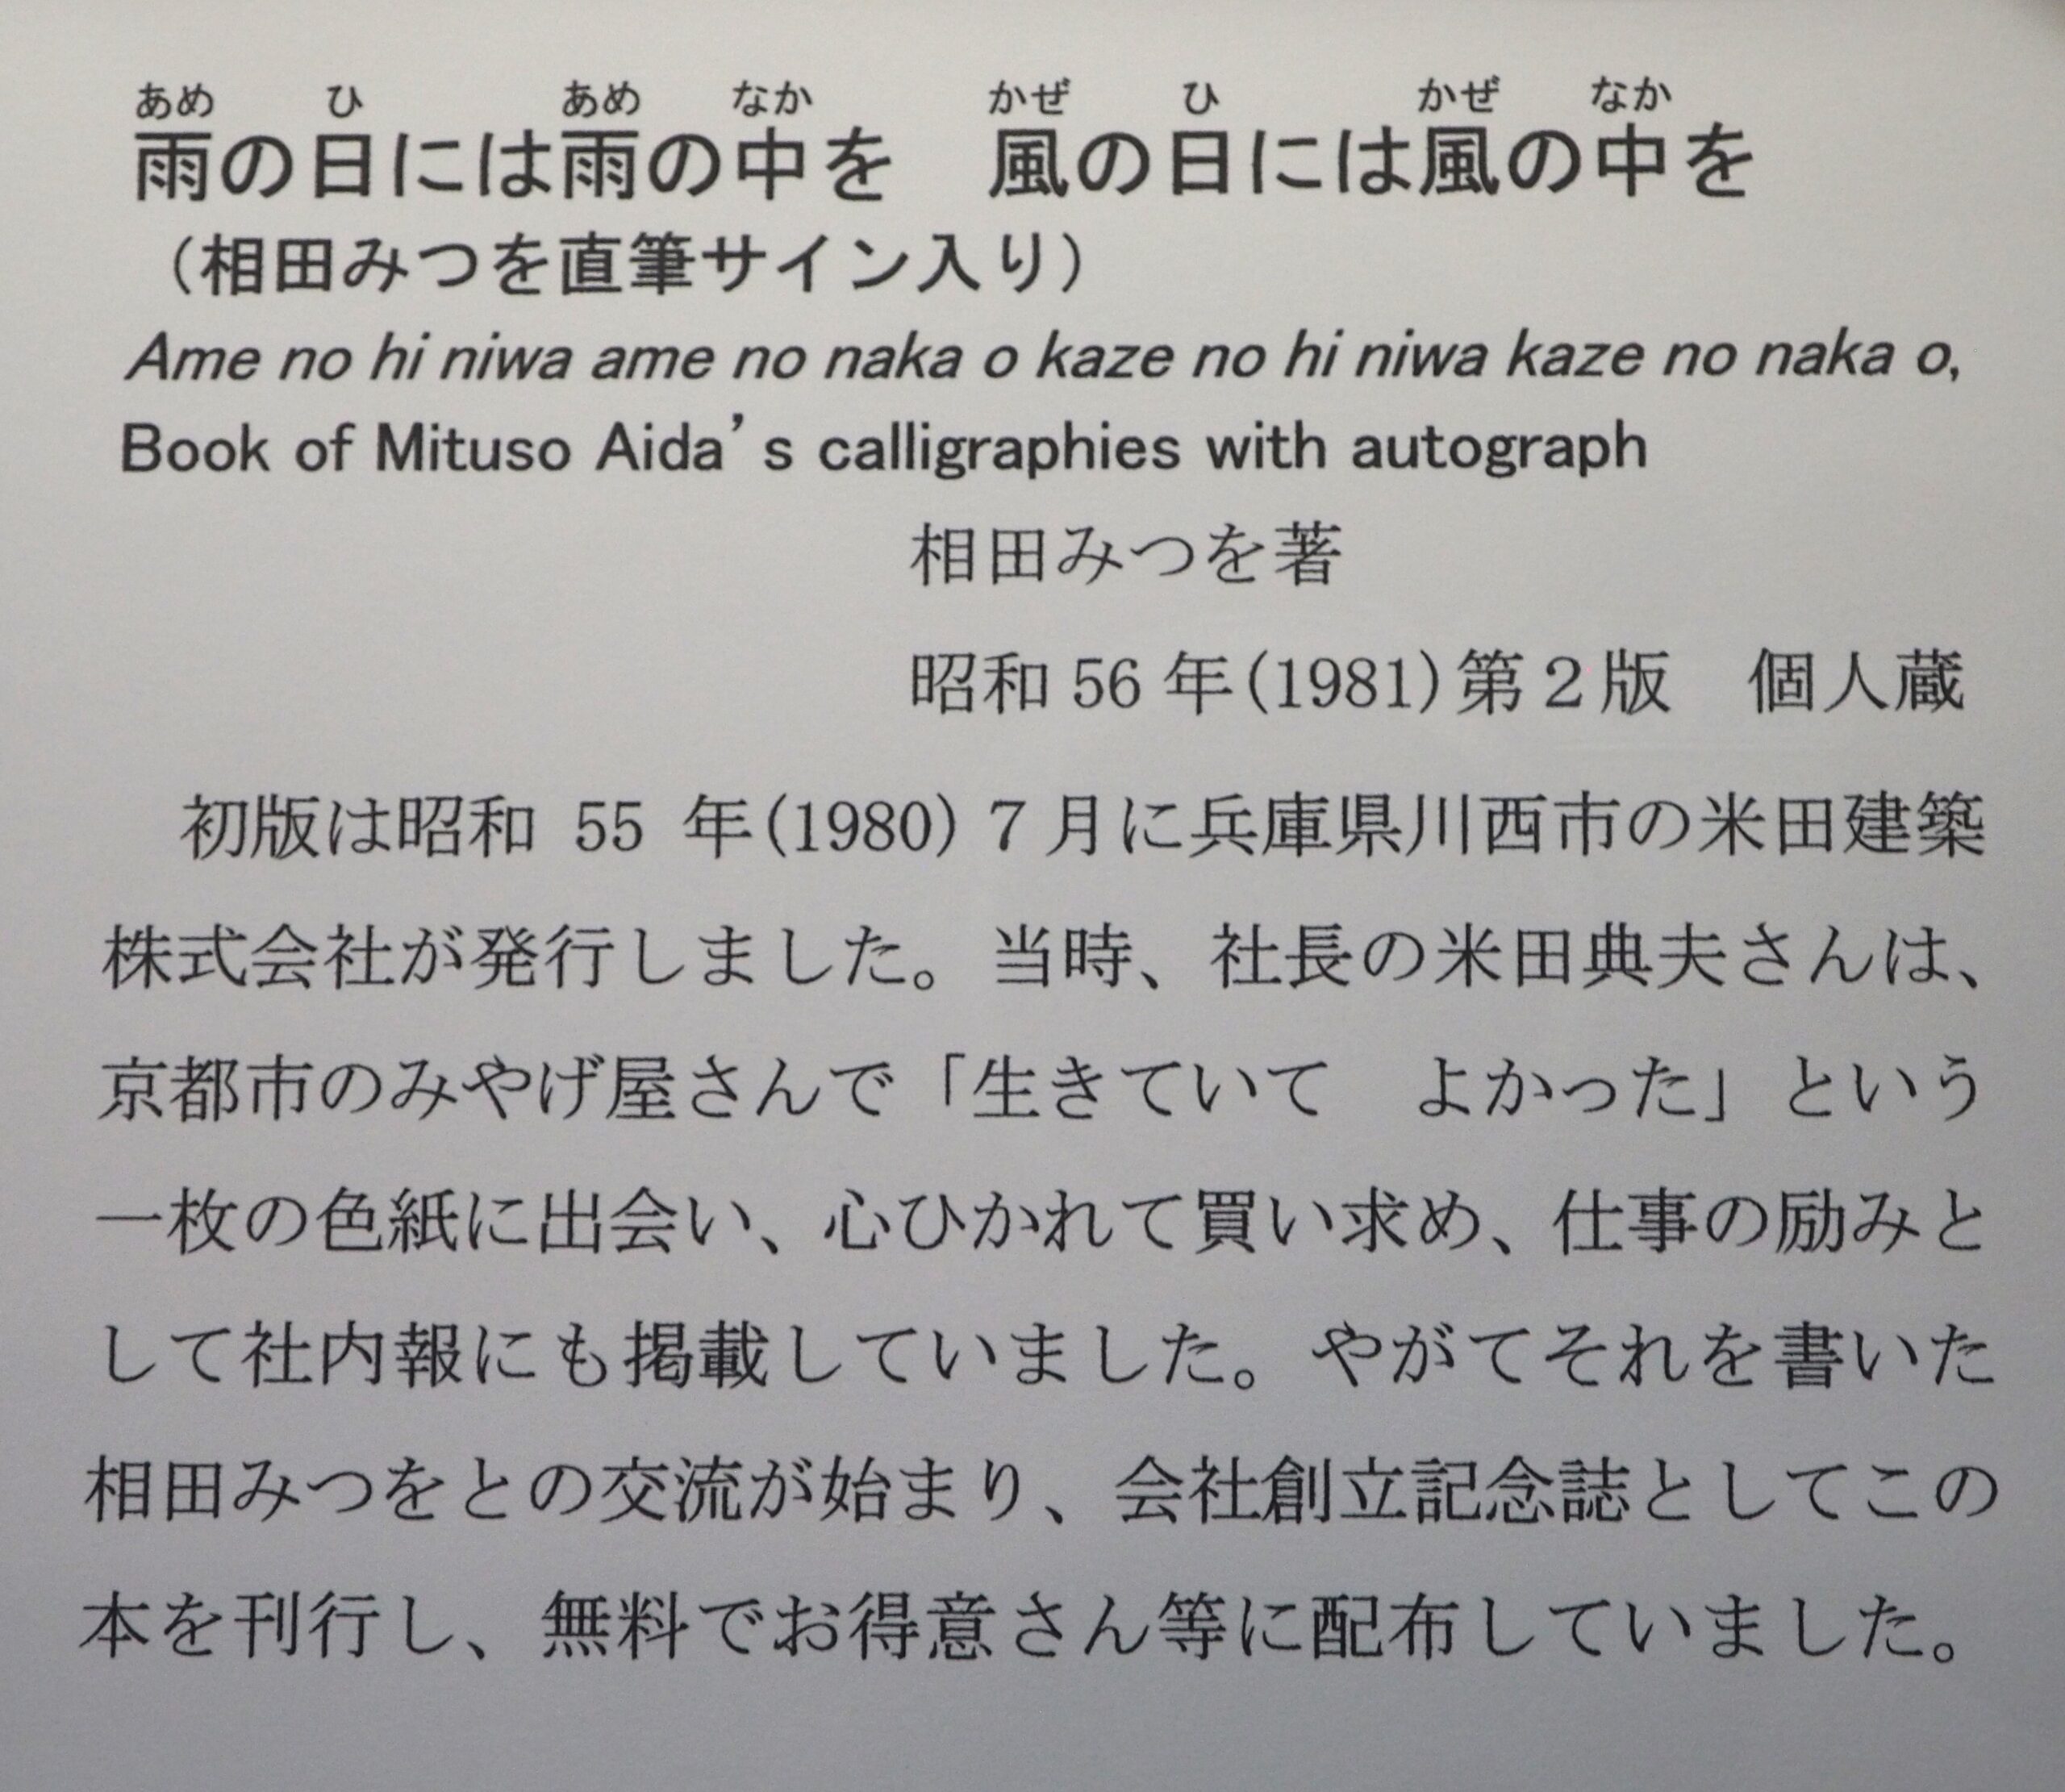 あめ ひ あめ なか かぜ ひ かぜ なか
雨の日には雨の中を　風の日には風の中を
（相田みつを直筆サイン入り）
Ame no hi niwa ame no naka o kaze no hi niwa kaze no naka o,
Book of Mituso Aida’s calligraphies with autograph
相田みつを著
昭和 56 年(1981)第２版　個人蔵
初版は昭和 55 年(1980) 7 月に兵庫県川西市の米田建築
株式会社が発行しました。当時、社長の米田典夫さんは、
京都市のみやげ屋さんで「生きていて　よかった」という
一枚の色紙に出会い、心ひかれて買い求め、仕事の励みと
して社内報にも掲載していました。やがてそれを書いた
相田みつをとの交流が始まり、会社創立記念誌としてこの
本を刊行し、無料でお得意さん等に配布していました。